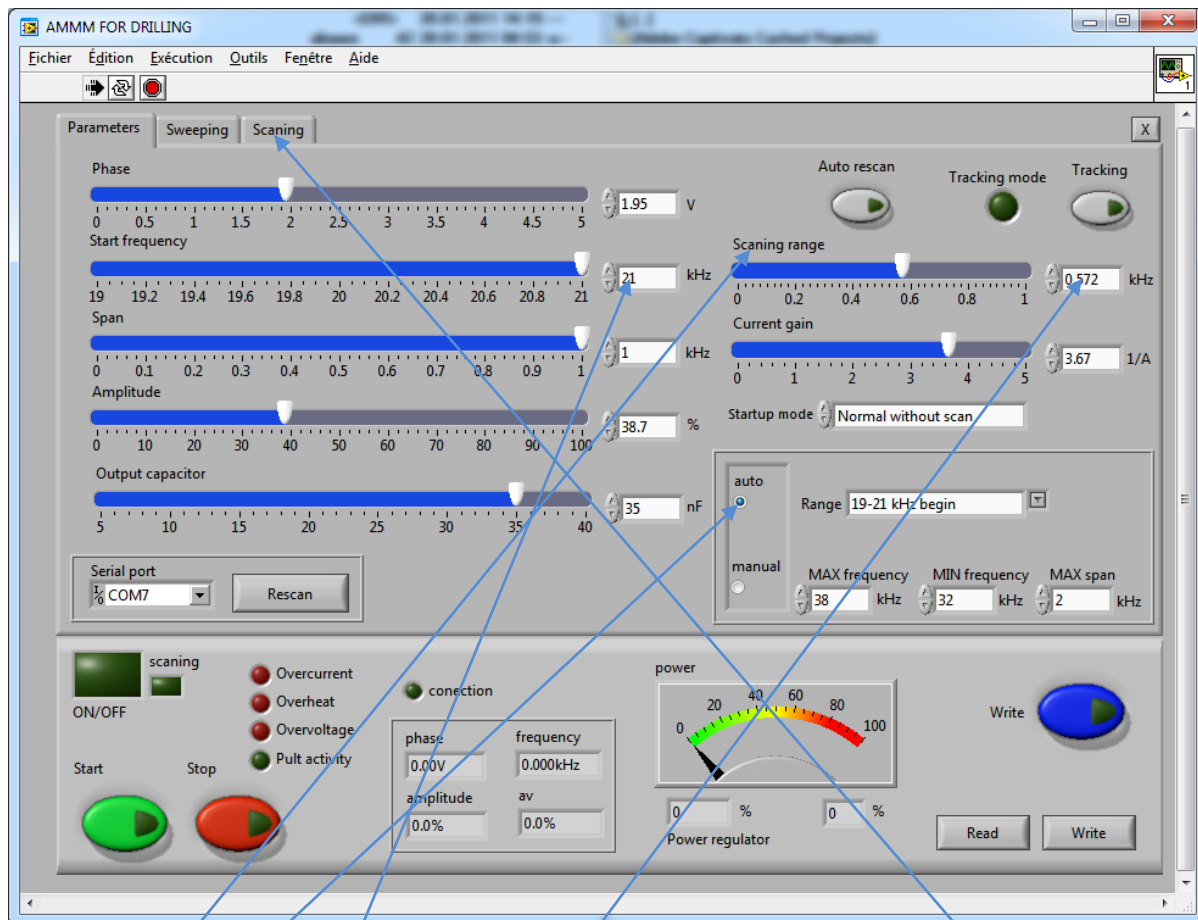 AMMM FOR DRILLING
Fichier Édition Exécution Outils Fenêtre Aide
1
Parameters Sweeping Scaning X
Phase
0 0.5 1 1.5 2 2.5 3 3.5 4 4.5 5
1.95 V
Start frequency
19 19.2 19.4 19.6 19.8 20 20.2 20.4 20.6 20.8 21
21 kHz
Span
0 0.1 0.2 0.3 0.4 0.5 0.6 0.7 0.8 0.9 1
1 kHz
Amplitude
0 10 20 30 40 50 60 70 80 90 100
38.7 %
Output capacitor
5 10 15 20 25 30 35 40
35 nF
Serial port
I/O COM7
Rescan
Auto rescan Tracking mode Tracking
Scaning range
0 0.2 0.4 0.6 0.8 1
0.572 kHz
Current gain
0 1 2 3 4 5
3.67 1/A
Startup mode Normal without scan
auto
Range 19-21 kHz begin
manual
MAX frequency MIN frequency MAX span
38 kHz 32 kHz 2 kHz
scaning
ON/OFF
Overcurrent
Overheat
Overvoltage
Pult activity
Start Stop
conection
phase frequency
0.00V 0.000kHz
amplitude av
0.0% 0.0%
power
0 20 40 60 80 100
0 % 0 %
Power regulator
Write
Read Write